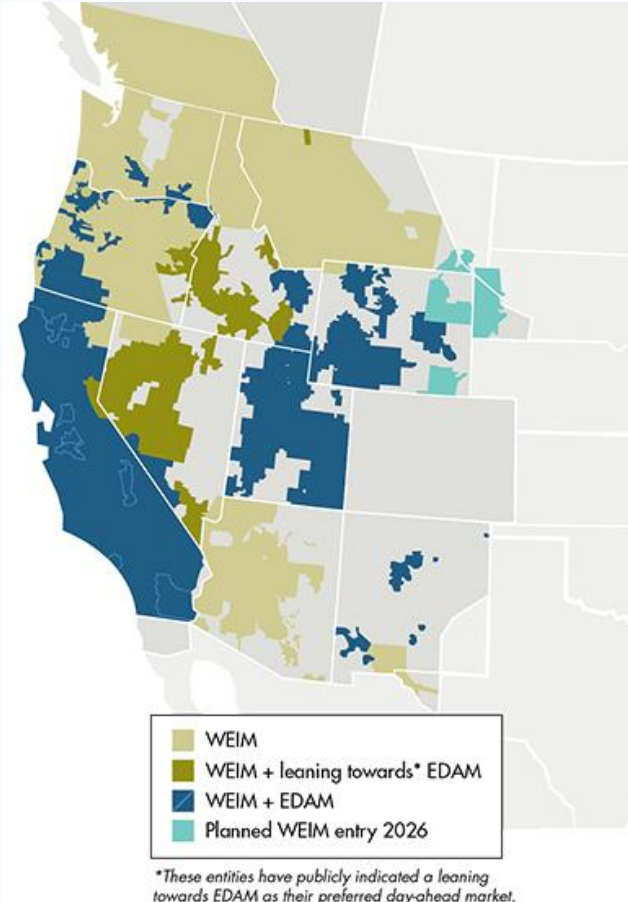 WEIM
WEIM + leaning towards* EDAM
WEIM + EDAM
Planned WEIM entry 2026
*These entities have publicly indicated a leaning
towards EDAM as their preferred day-ahead market.